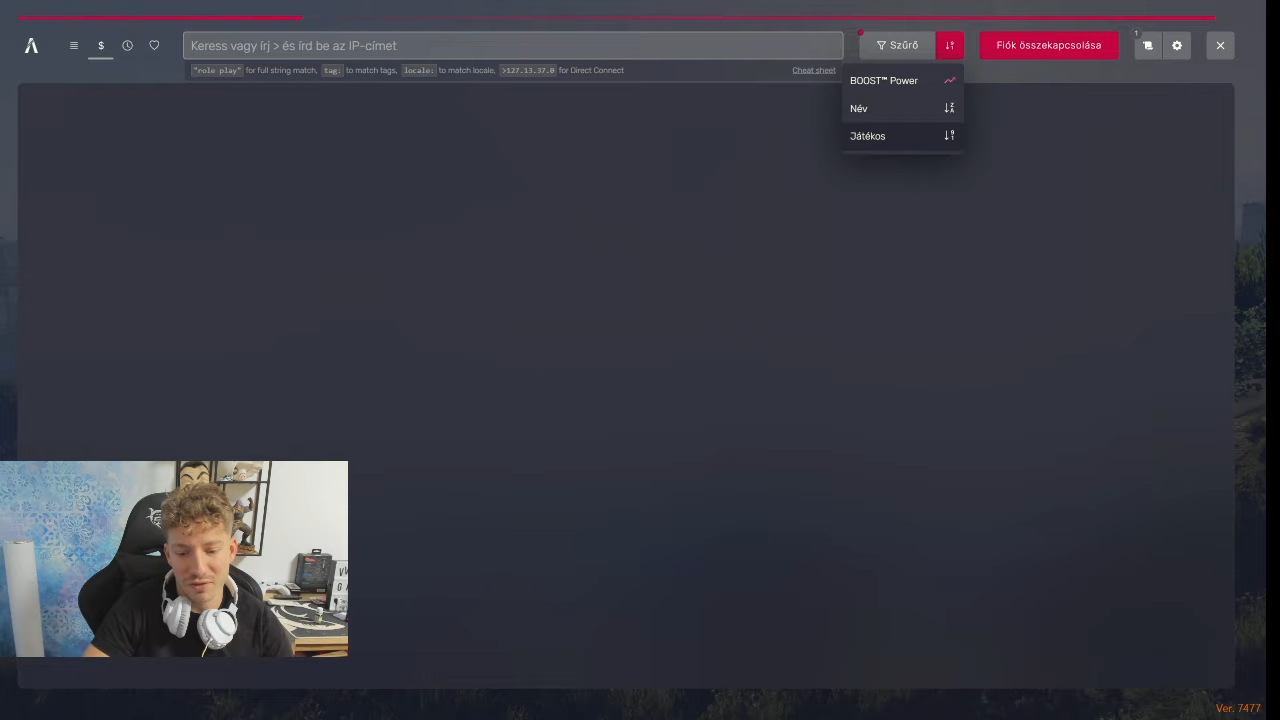 $
Keress vagy írj > és írd be az IP-címet
Szűrő
Fiók összekapcsolása
1
"role play" for full string match, tag: to match tags, locale: to match locale, >127.13.37.0 for Direct Connect
Cheat sheet
BOOST™ Power
Név
Játékos
Ver. 7477